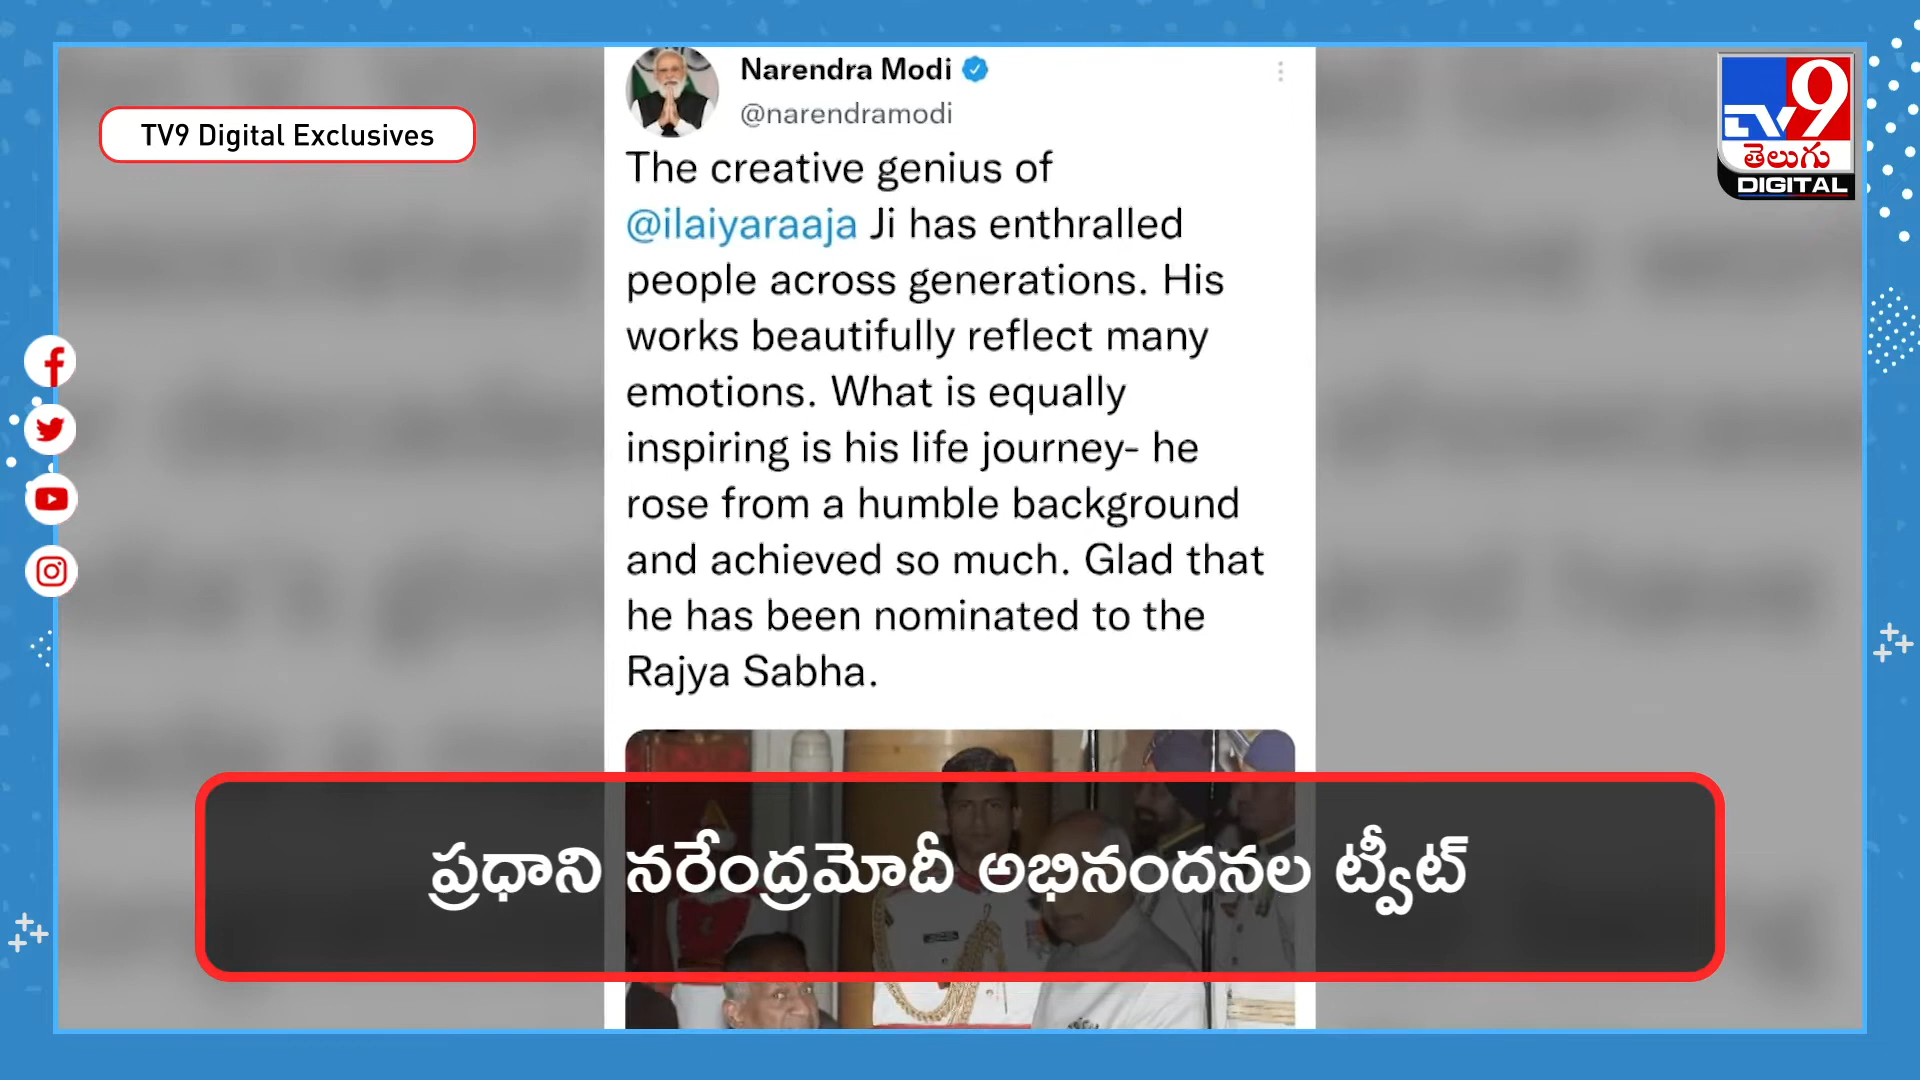 Narendra Modi
@narendramodi
TV9 Digital Exclusives
TV9
తెలుగు
DIGITAL
The creative genius of
@ilaiyaraaja Ji has enthralled
people across generations. His
works beautifully reflect many
emotions. What is equally
inspiring is his life journey- he
rose from a humble background
and achieved so much. Glad that
he has been nominated to the
Rajya Sabha.
ప్రధాని నరేంద్రమోదీ అభినందనల ట్వీట్